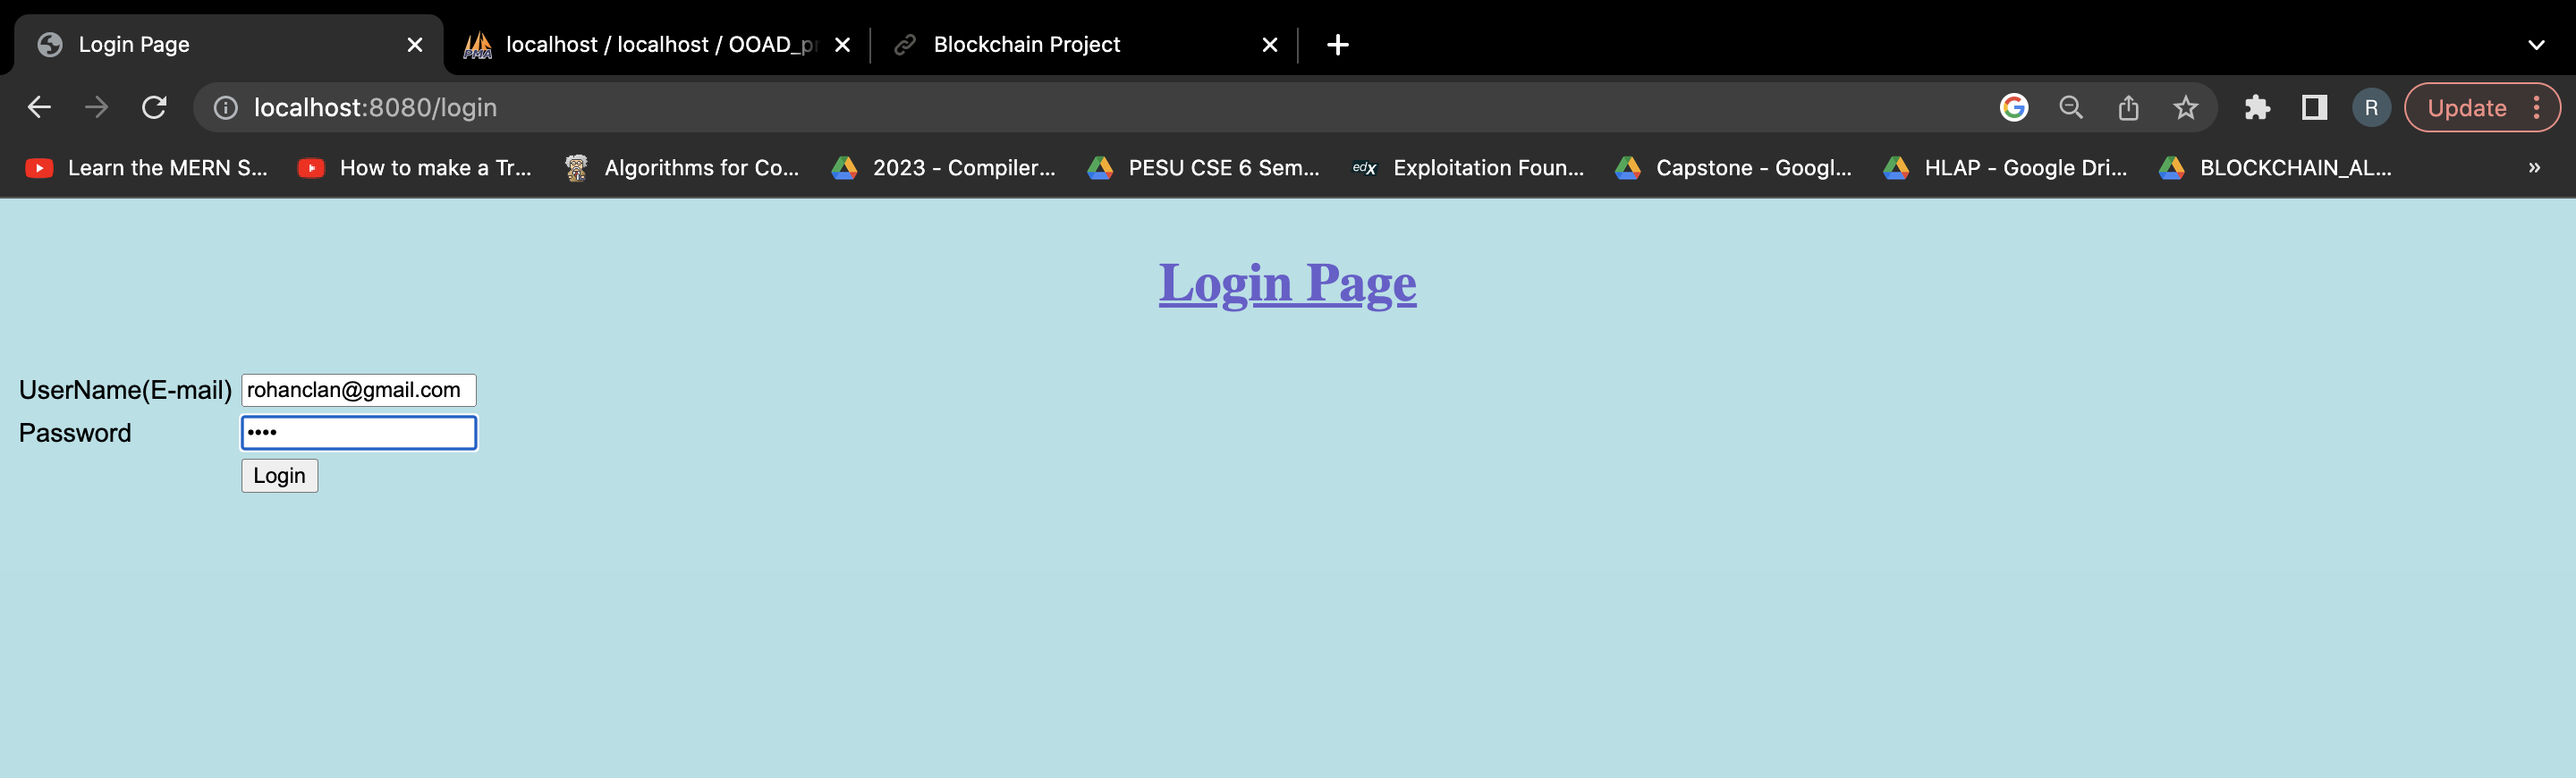 Login Page
localhost / localhost / OOAD_pr
Blockchain Project
localhost:8080/login
R
Update
Learn the MERN S...
How to make a Tr...
Algorithms for Co...
2023 - Compiler...
PESU CSE 6 Sem...
edX Exploitation Foun...
Capstone - Googl...
HLAP - Google Dri...
BLOCKCHAIN_AL...
»
Login Page
UserName(E-mail) rohanclan@gmail.com
Password ••••
Login